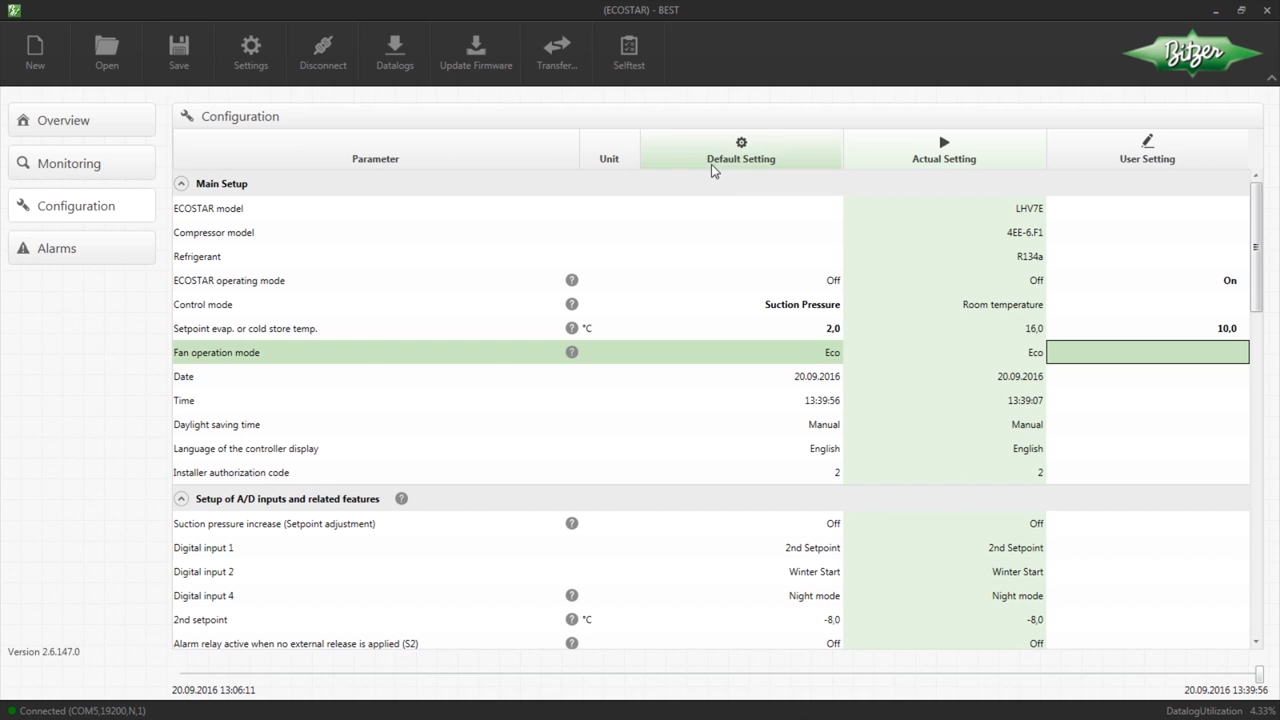 (ECOSTAR) - BEST
New Open Save Settings Disconnect Datalogs Update Firmware Transfer... Selftest
Bitzer
Overview
Monitoring
Configuration
Alarms
Configuration
Parameter Unit Default Setting Actual Setting User Setting
Main Setup
ECOSTAR model LHV7E
Compressor model 4EE-6.F1
Refrigerant R134a
ECOSTAR operating mode ? Off Off On
Control mode ? Suction Pressure Room temperature
Setpoint evap. or cold store temp. ? °C 2,0 16,0 10,0
Fan operation mode ? Eco Eco
Date 20.09.2016 20.09.2016
Time 13:39:56 13:39:07
Daylight saving time Manual Manual
Language of the controller display English English
Installer authorization code 2 2
Setup of A/D inputs and related features ?
Suction pressure increase (Setpoint adjustment) ? Off Off
Digital input 1 2nd Setpoint 2nd Setpoint
Digital input 2 Winter Start Winter Start
Digital input 4 ? Night mode Night mode
2nd setpoint ? °C -8,0 -8,0
Alarm relay active when no external release is applied (S2) ? Off Off
Version 2.6.147.0
20.09.2016 13:06:11 20.09.2016 13:39:56
Connected (COM5,19200,N,1) DatalogUtilization 4.33%